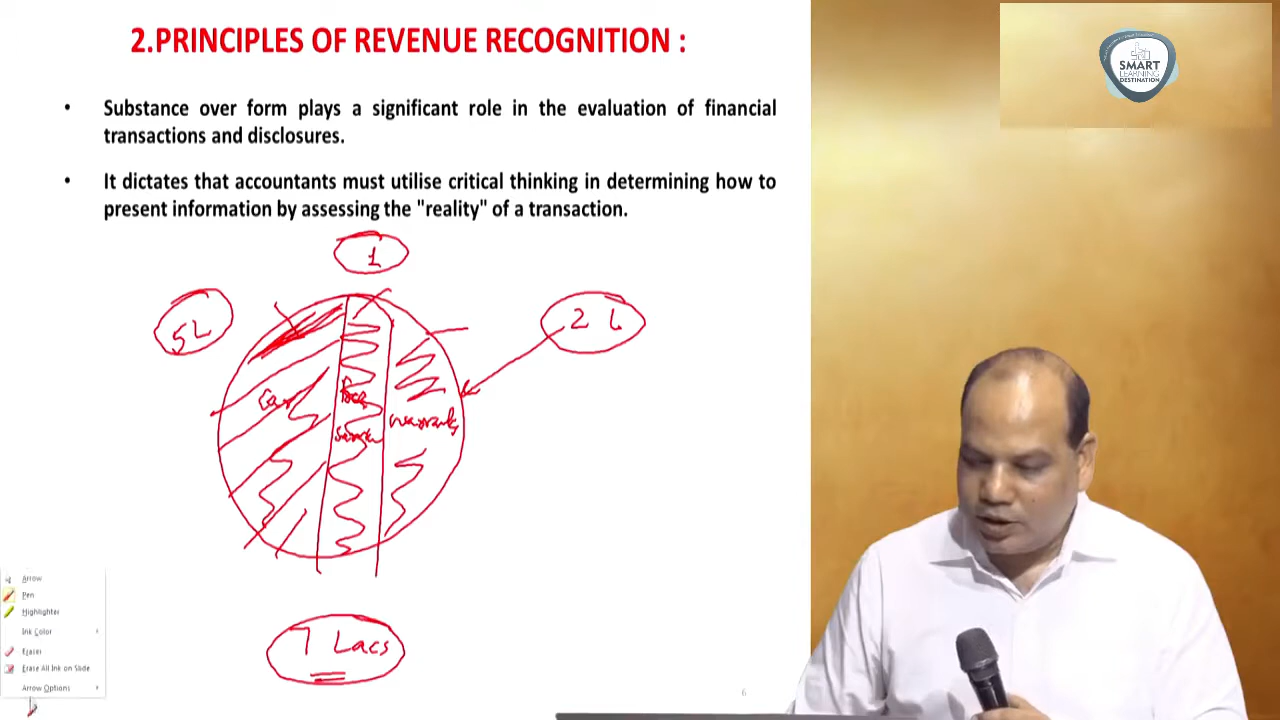 2.PRINCIPLES OF REVENUE RECOGNITION :
SMART
LEARNING
DESTINATION
• Substance over form plays a significant role in the evaluation of financial
transactions and disclosures.
• It dictates that accountants must utilise critical thinking in determining how to
present information by assessing the "reality" of a transaction.
1
5L
2 L
Car
Free
Service
warranty
7 Lacs
Arrow
Pen
Highlighter
Ink Color
Eraser
Erase All Ink on Slide
Arrow Options
6